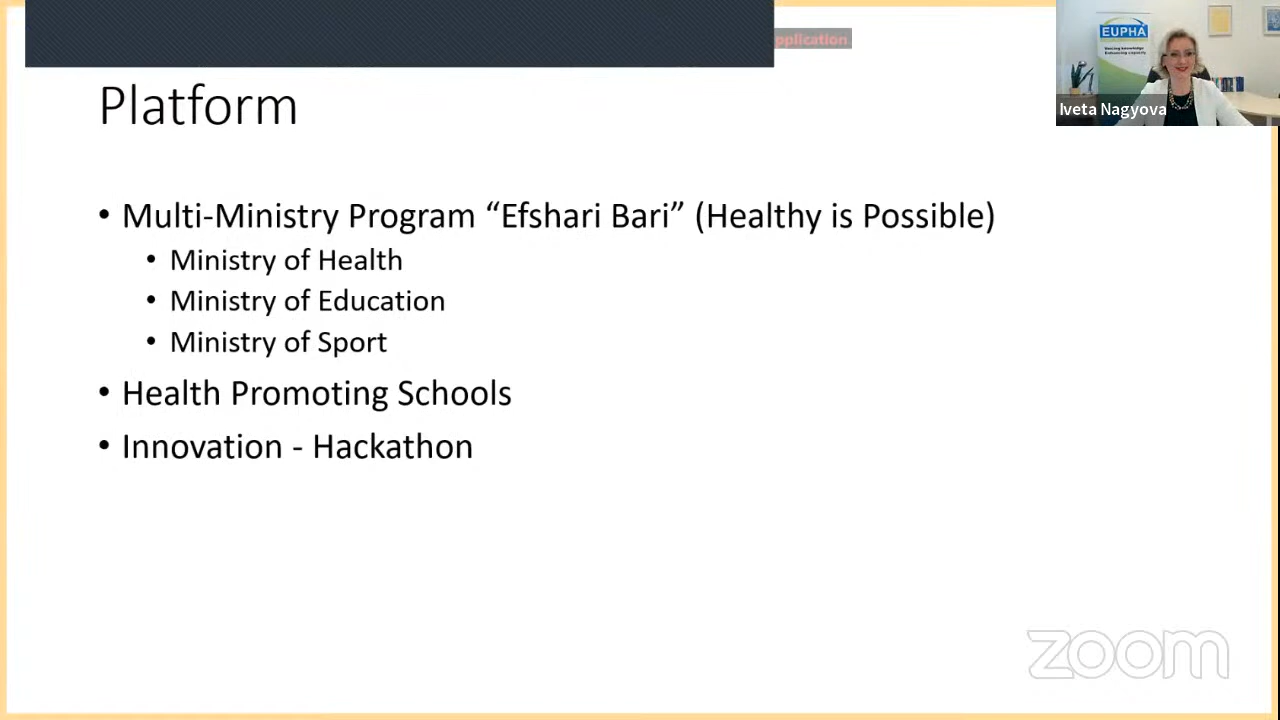 pplication
EUPHA
Iveta Nagyova
Platform
• Multi-Ministry Program “Efshari Bari” (Healthy is Possible)
• Ministry of Health
• Ministry of Education
• Ministry of Sport
• Health Promoting Schools
• Innovation - Hackathon
zoom